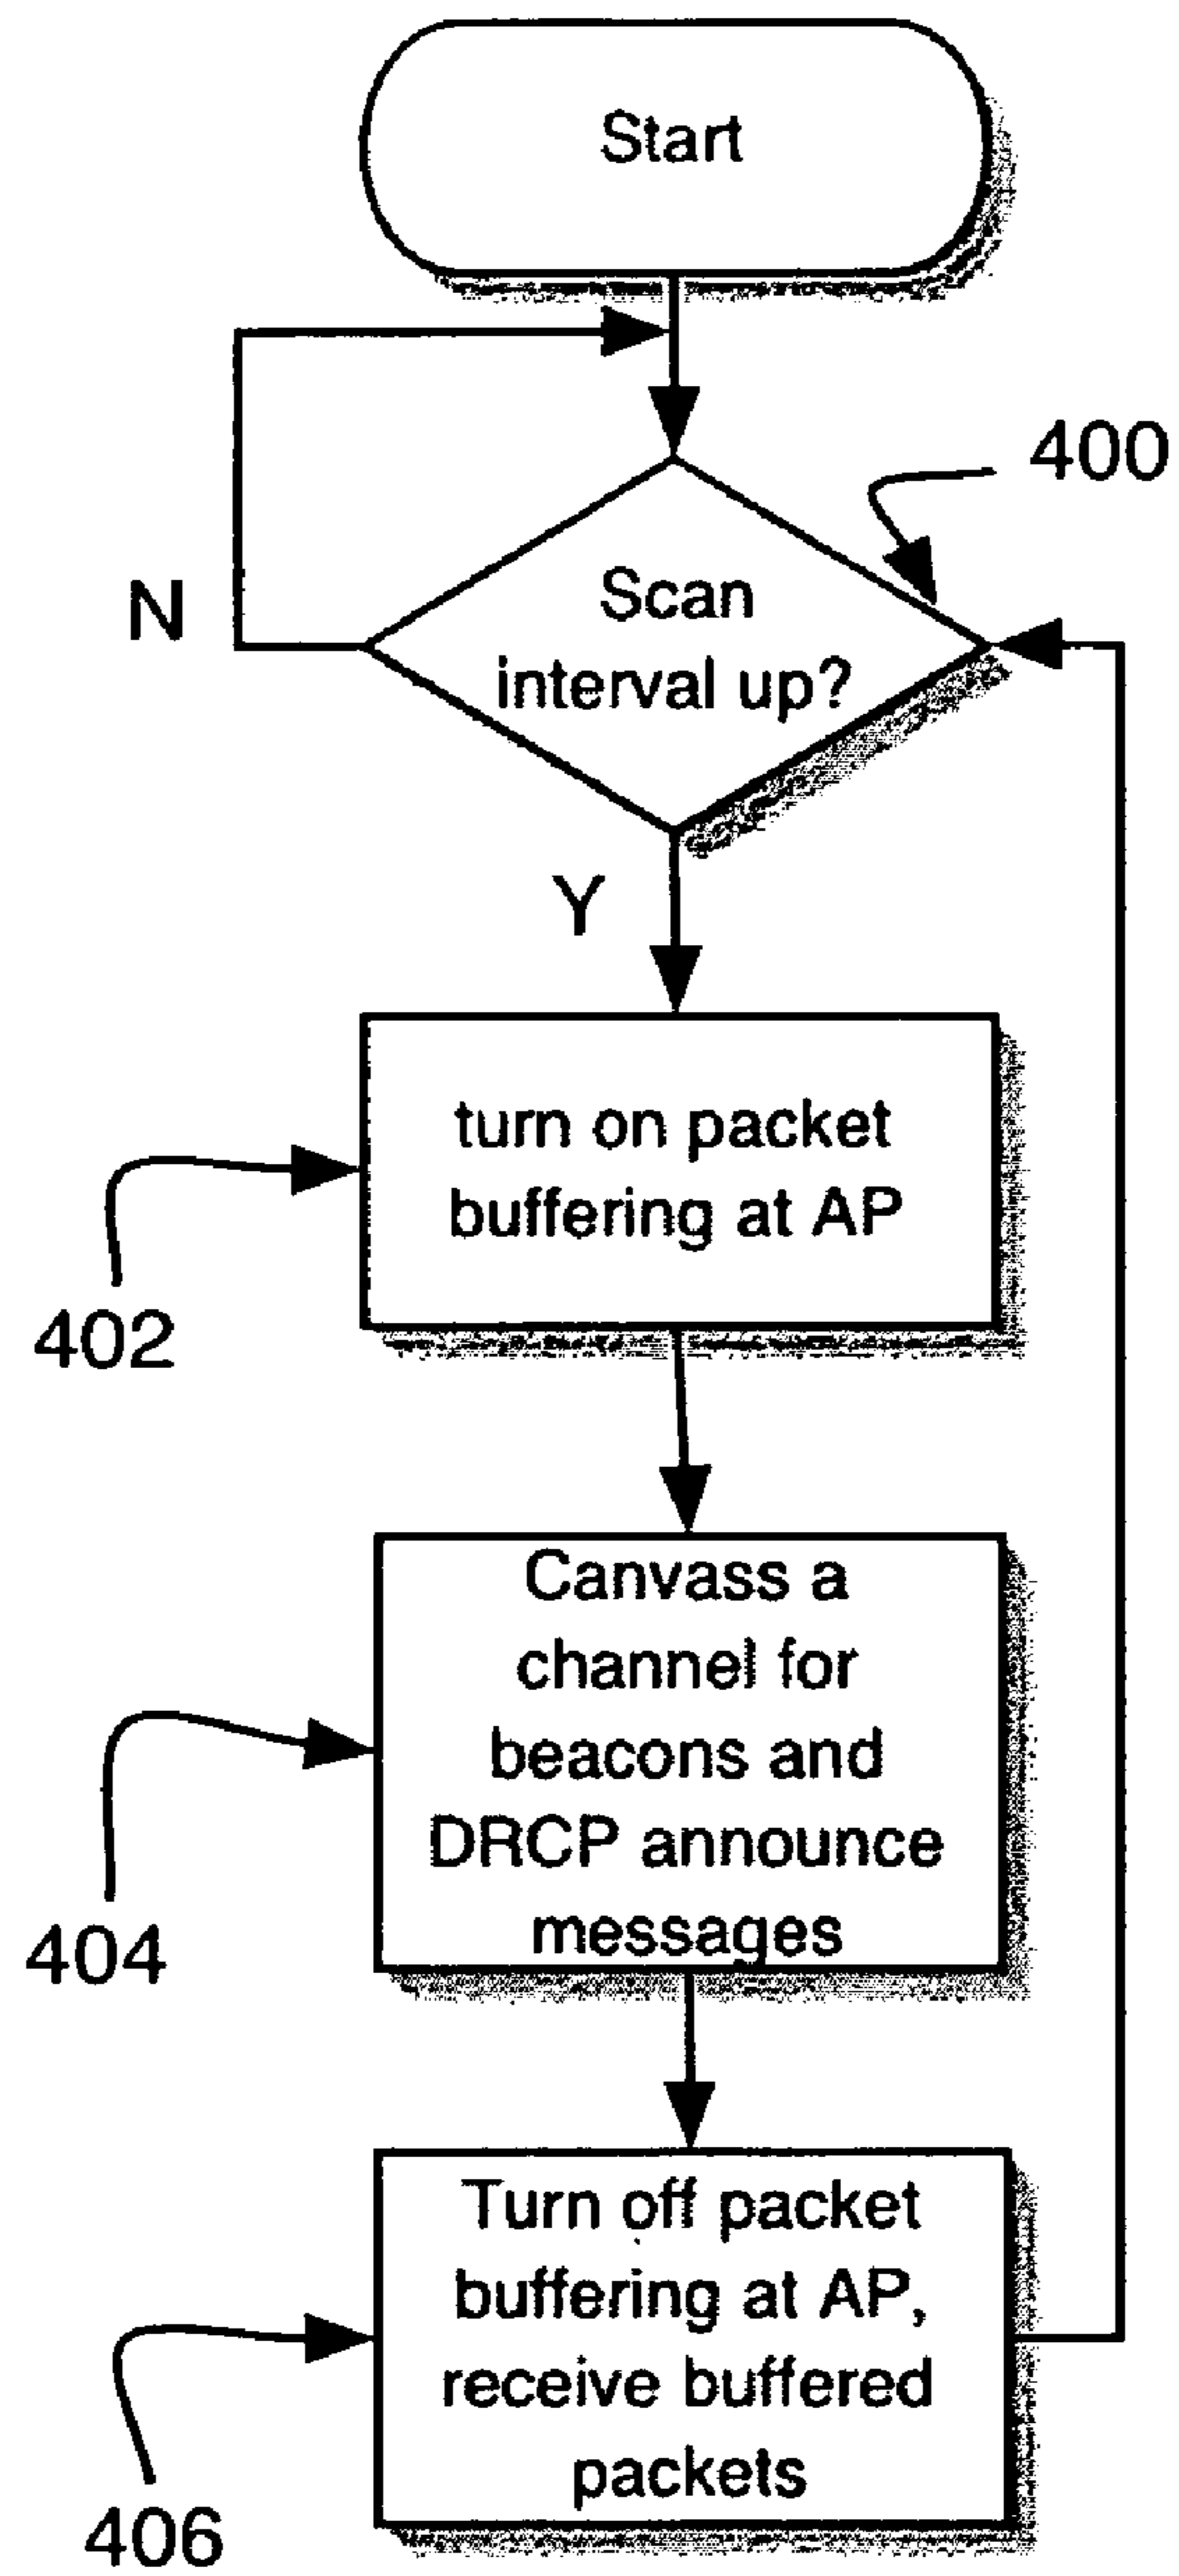 Start
400
Scan
interval up?
N
Y
turn on packet
buffering at AP
402
Canvass a
channel for
beacons and
DRCP announce
messages
404
Turn off packet
buffering at AP,
receive buffered
packets
406